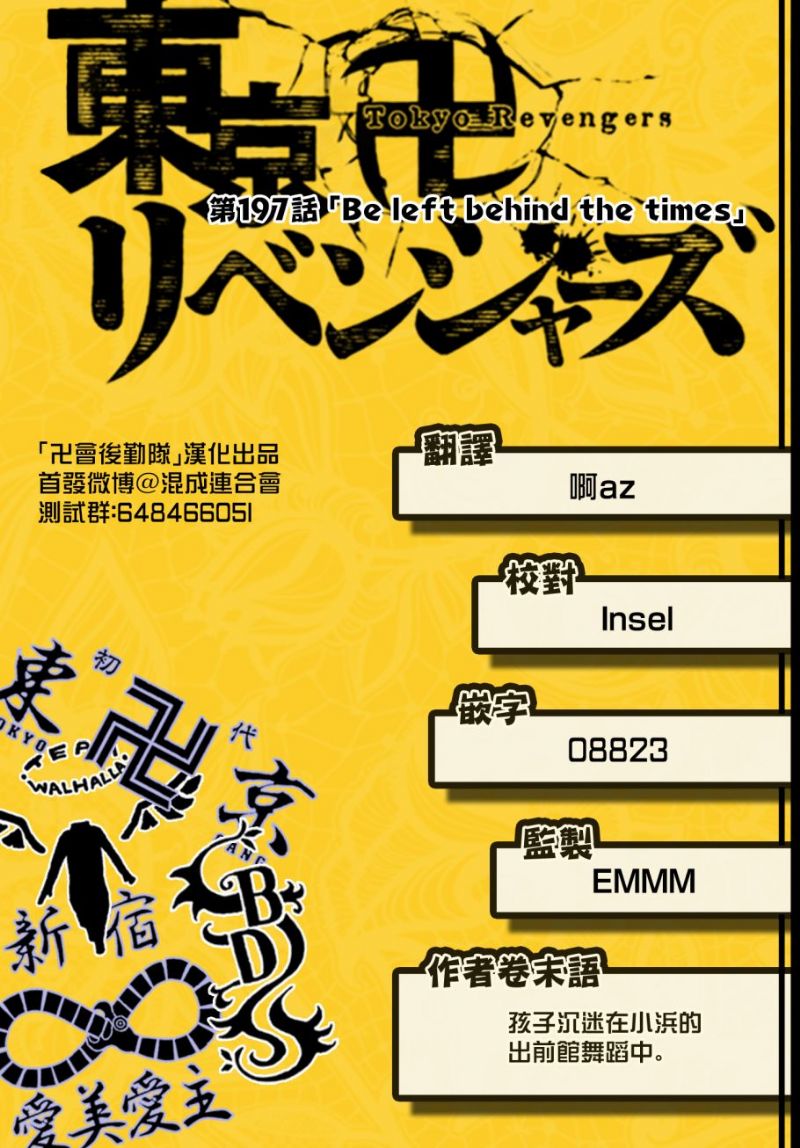 東京卍
Tokyo Revengers
第197話「Be left behind the times」
リベンジャーズ
「卍會後勤隊」漢化出品
首發微博@混成連合會
測試群:648466051
翻譯
啊az
校對
Insel
嵌字
08823
監製
EMMM
作者卷末語
孩子沉迷在小浜的
出前館舞蹈中。
初
代
東
卍
京
TOKYO
WALHALLA
BD
新
宿
愛美愛主